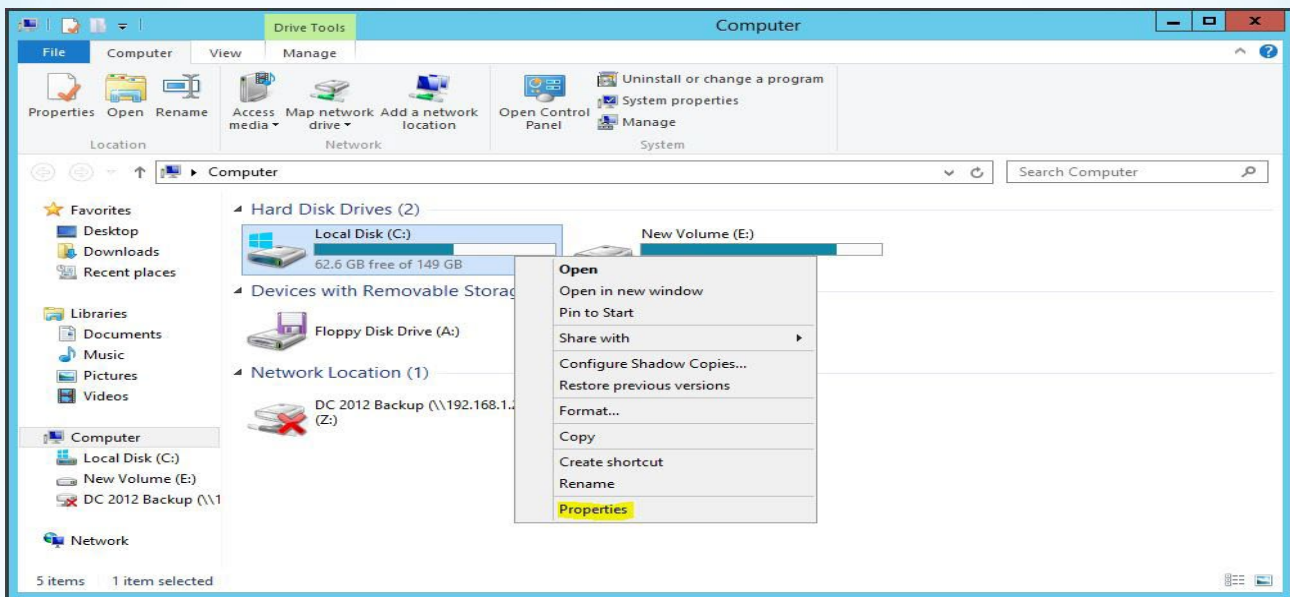 Drive Tools
Computer
File
Computer
View
Manage
Properties
Open
Rename
Access media
Map network drive
Add a network location
Open Control Panel
Uninstall or change a program
System properties
Manage
Location
Network
System
Computer
Search Computer
Favorites
Desktop
Downloads
Recent places
Libraries
Documents
Music
Pictures
Videos
Computer
Local Disk (C:)
New Volume (E:)
DC 2012 Backup (\\1
Network
Hard Disk Drives (2)
Local Disk (C:)
62.6 GB free of 149 GB
New Volume (E:)
Devices with Removable Storag
Floppy Disk Drive (A:)
Network Location (1)
DC 2012 Backup (\\192.168.1.2
(Z:)
Open
Open in new window
Pin to Start
Share with
Configure Shadow Copies...
Restore previous versions
Format...
Copy
Create shortcut
Rename
Properties
5 items
1 item selected